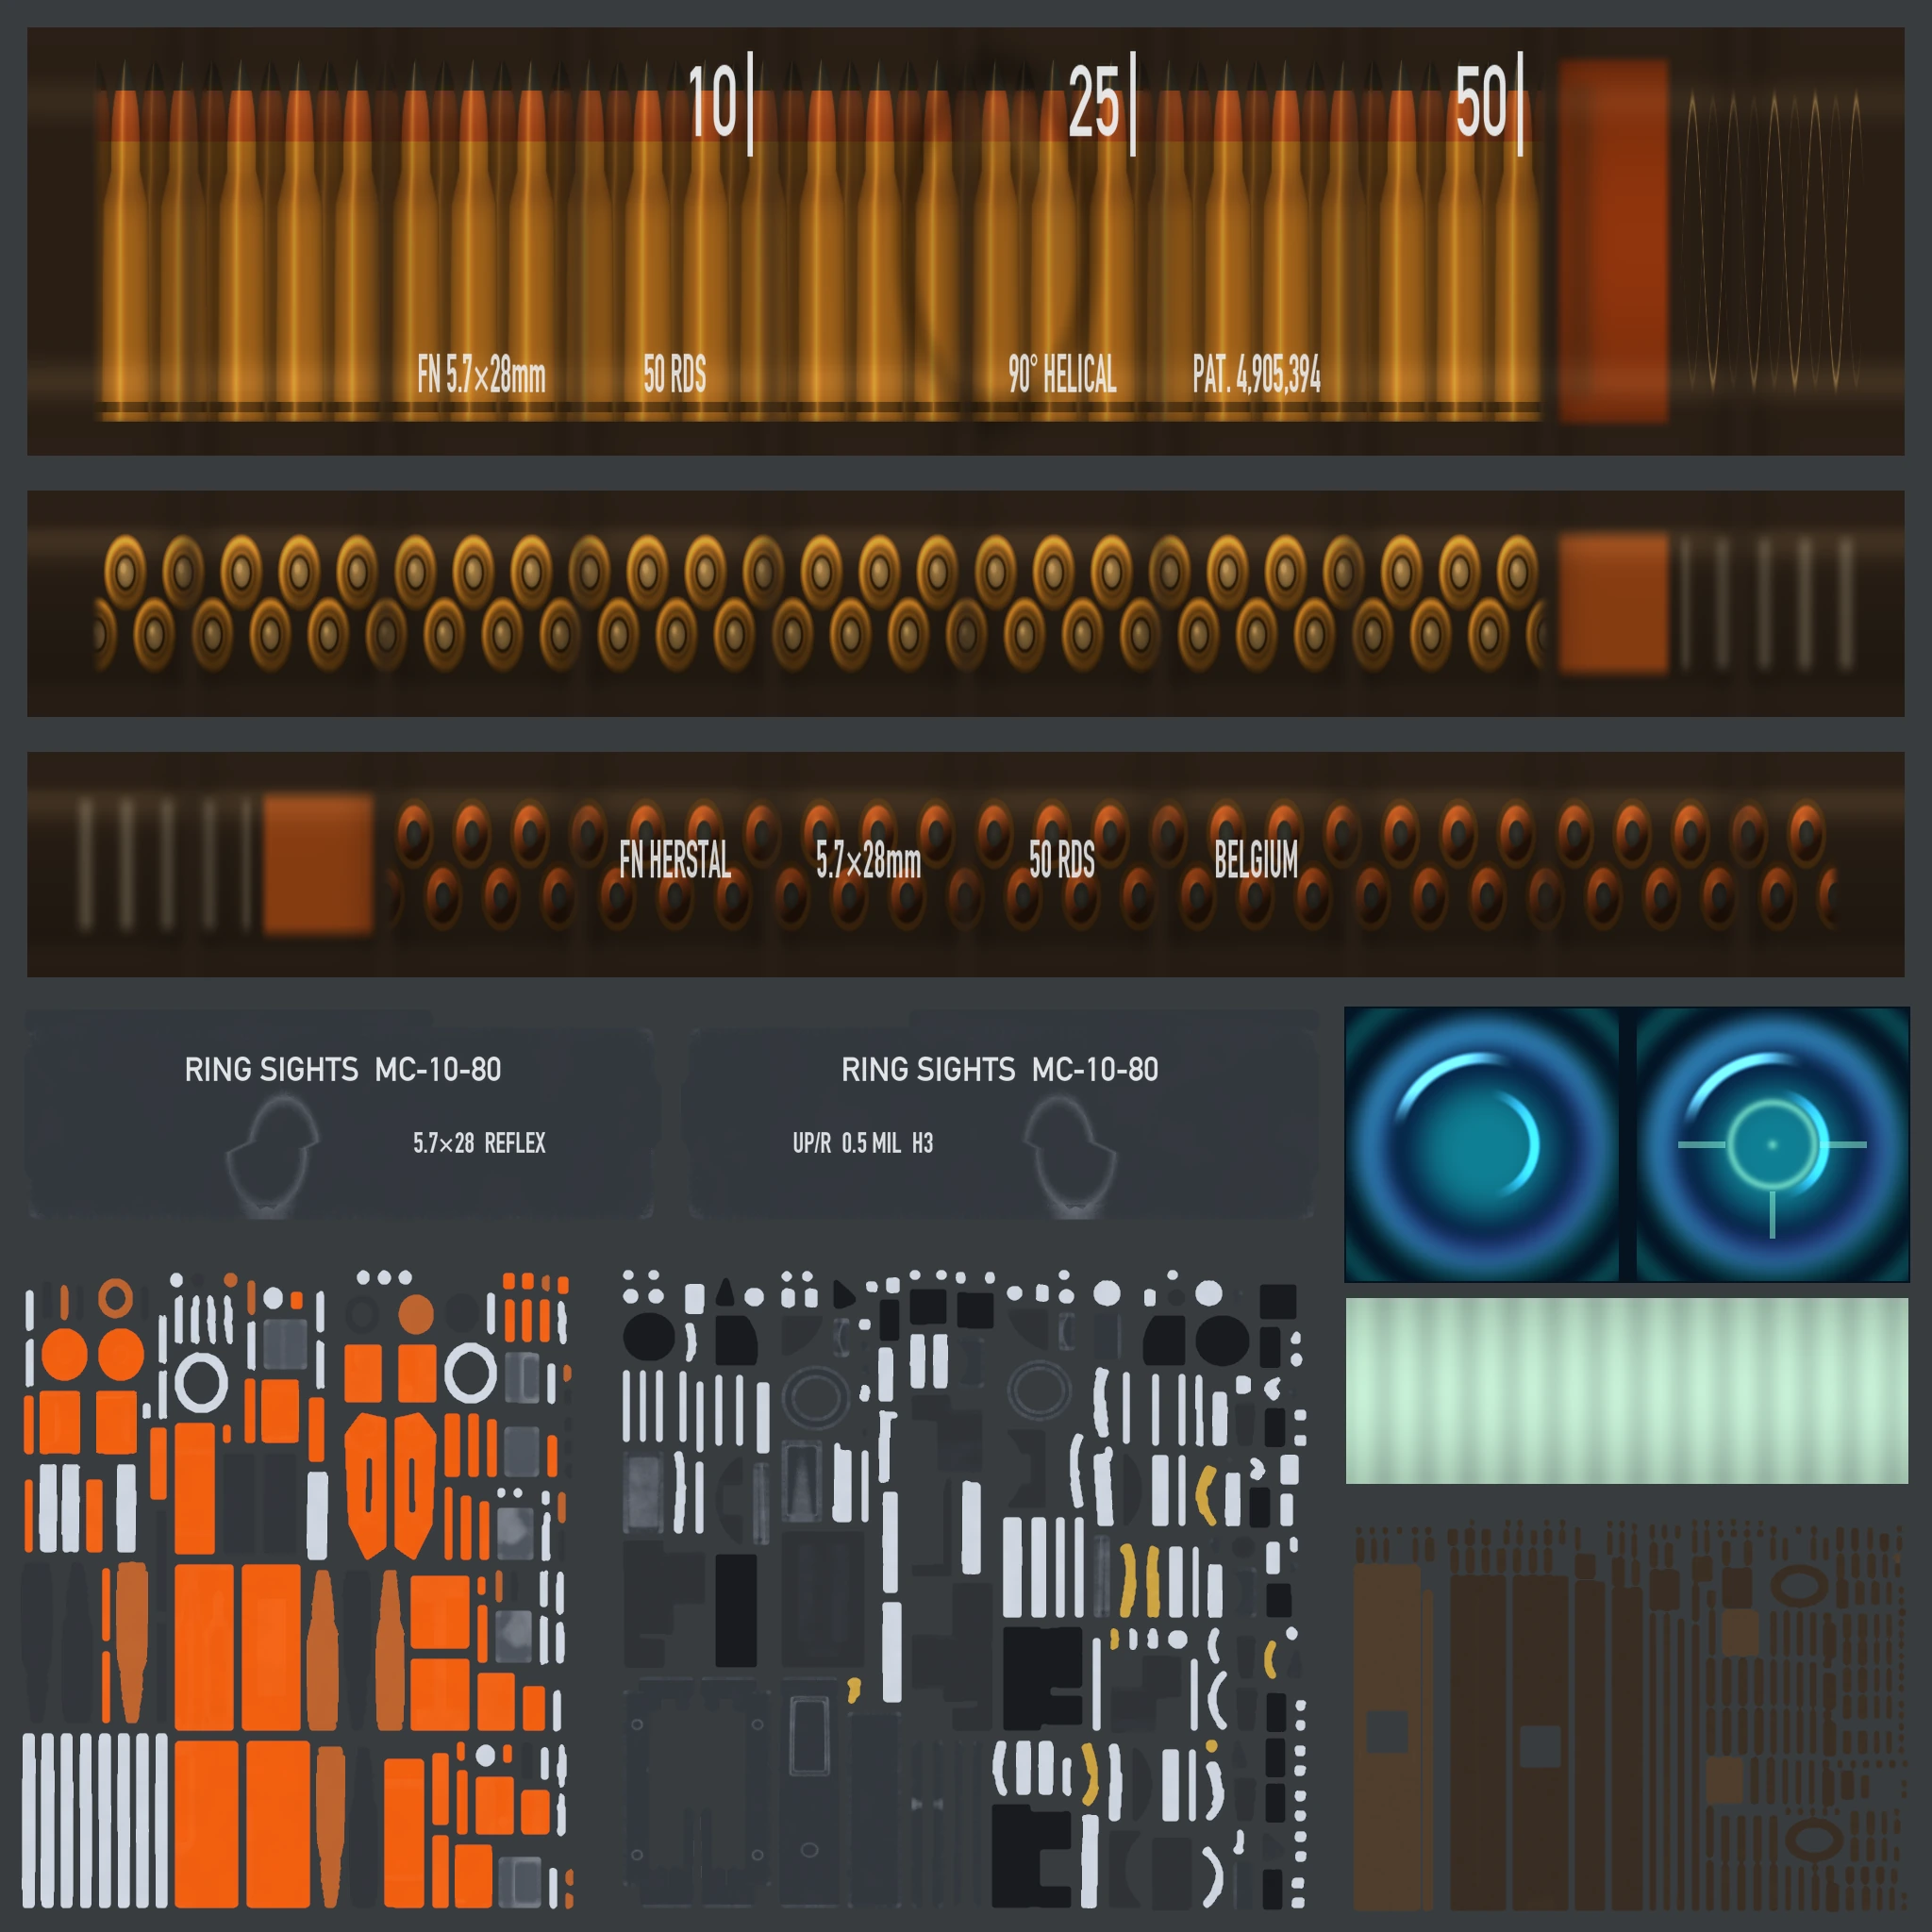 10 25 50
FN 5.7×28mm 50 RDS 90° HELICAL PAT. 4,905,394
FN HERSTAL 5.7×28mm 50 RDS BELGIUM
RING SIGHTS MC-10-80
5.7×28 REFLEX
RING SIGHTS MC-10-80
UP/R 0.5 MIL H3